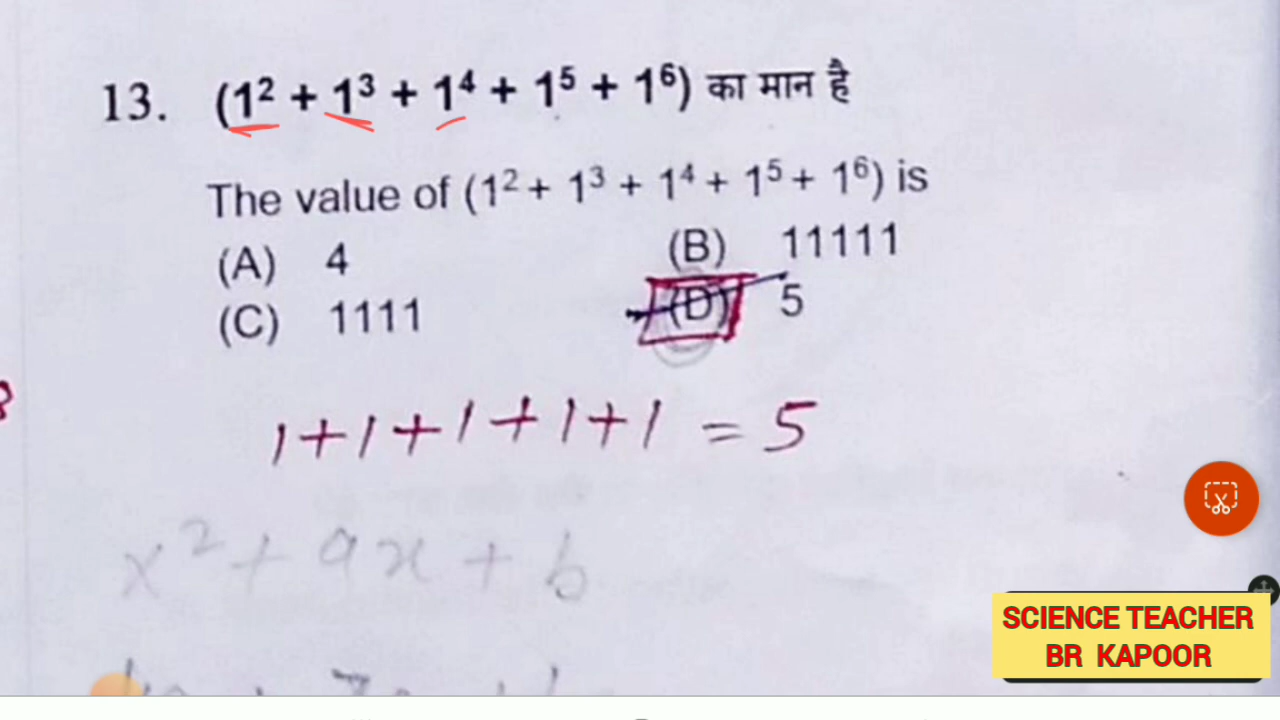 13. (1² + 1³ + 1⁴ + 1⁵ + 1⁶) का मान है
The value of (1² + 1³ + 1⁴ + 1⁵ + 1⁶) is
(A) 4 (B) 11111
(C) 1111 (D) 5
1+1+1+1+1 = 5
x² + 9x + 6
SCIENCE TEACHER
BR KAPOOR